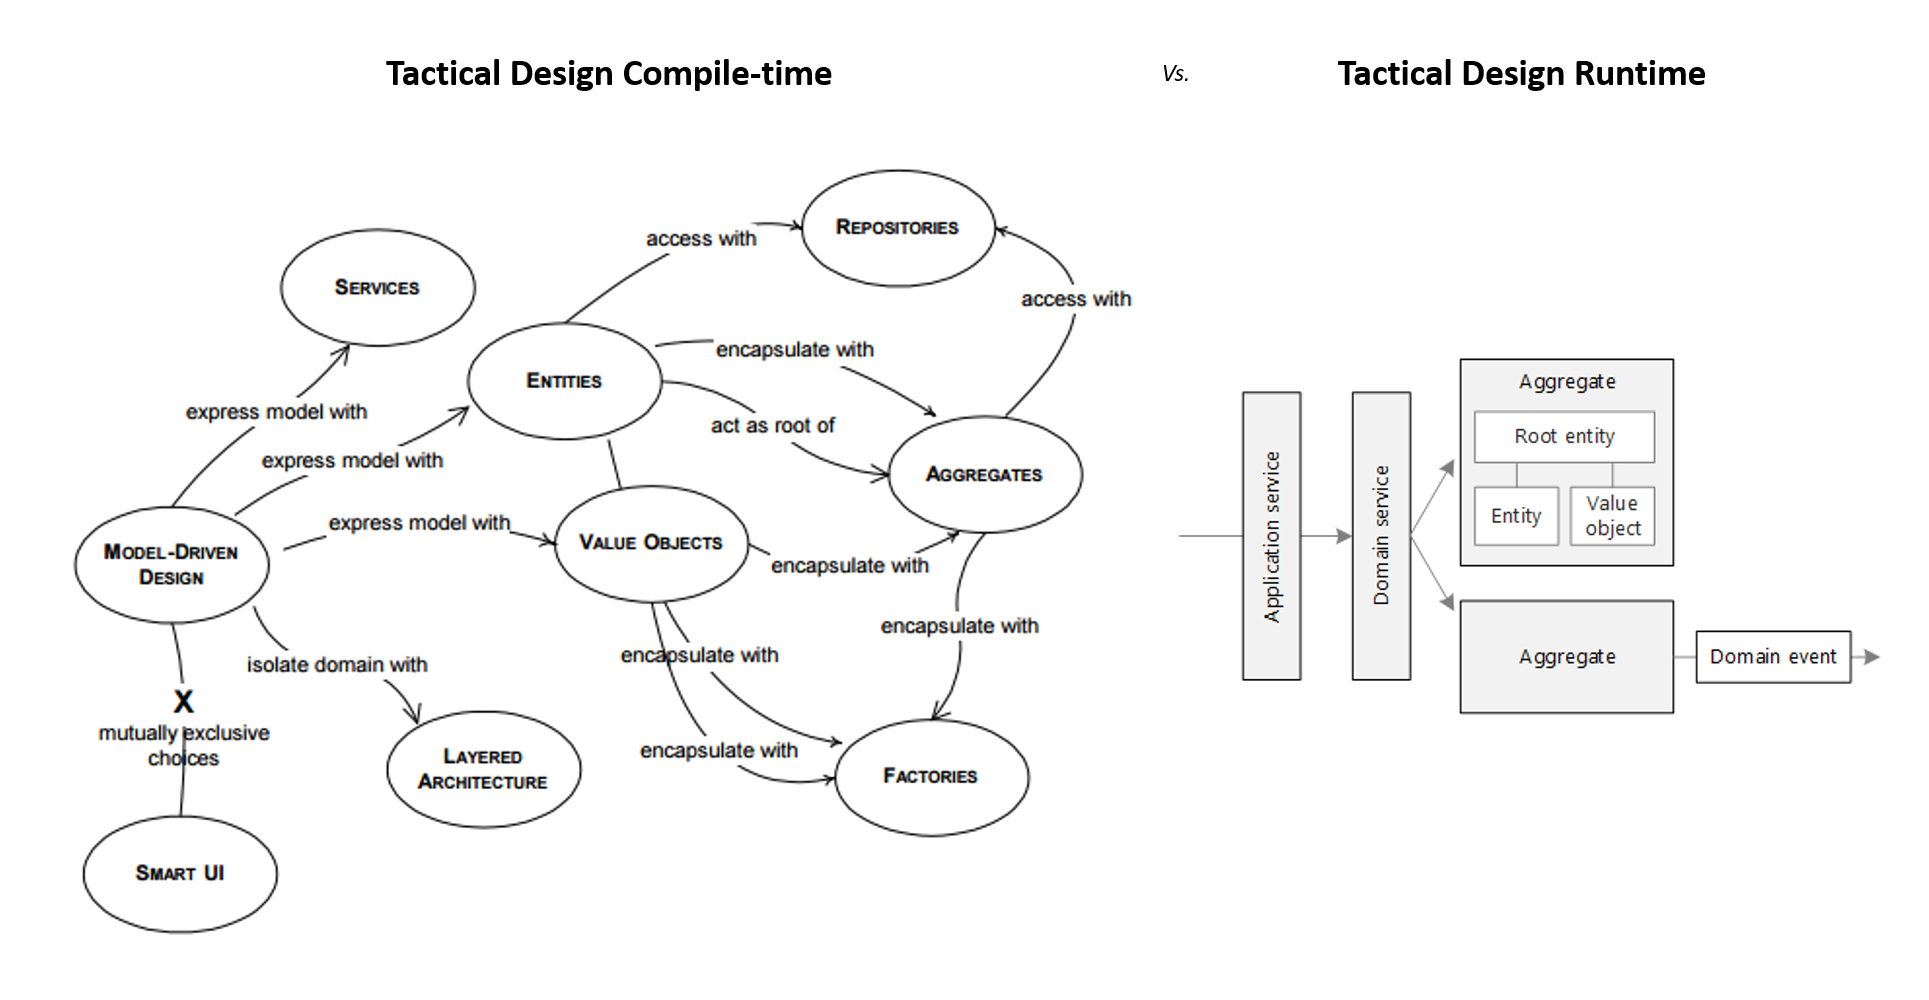 Tactical Design Compile-time
Vs.
Tactical Design Runtime
REPOSITORIES
access with
SERVICES
access with
ENTITIES
encapsulate with
express model with
act as root of
express model with
AGGREGATES
express model with
VALUE OBJECTS
MODEL-DRIVEN
DESIGN
encapsulate with
encapsulate with
encapsulate with
isolate domain with
X
mutually exclusive
choices
encapsulate with
LAYERED
ARCHITECTURE
FACTORIES
SMART UI
Application service
Domain service
Aggregate
Root entity
Entity
Value
object
Aggregate
Domain event